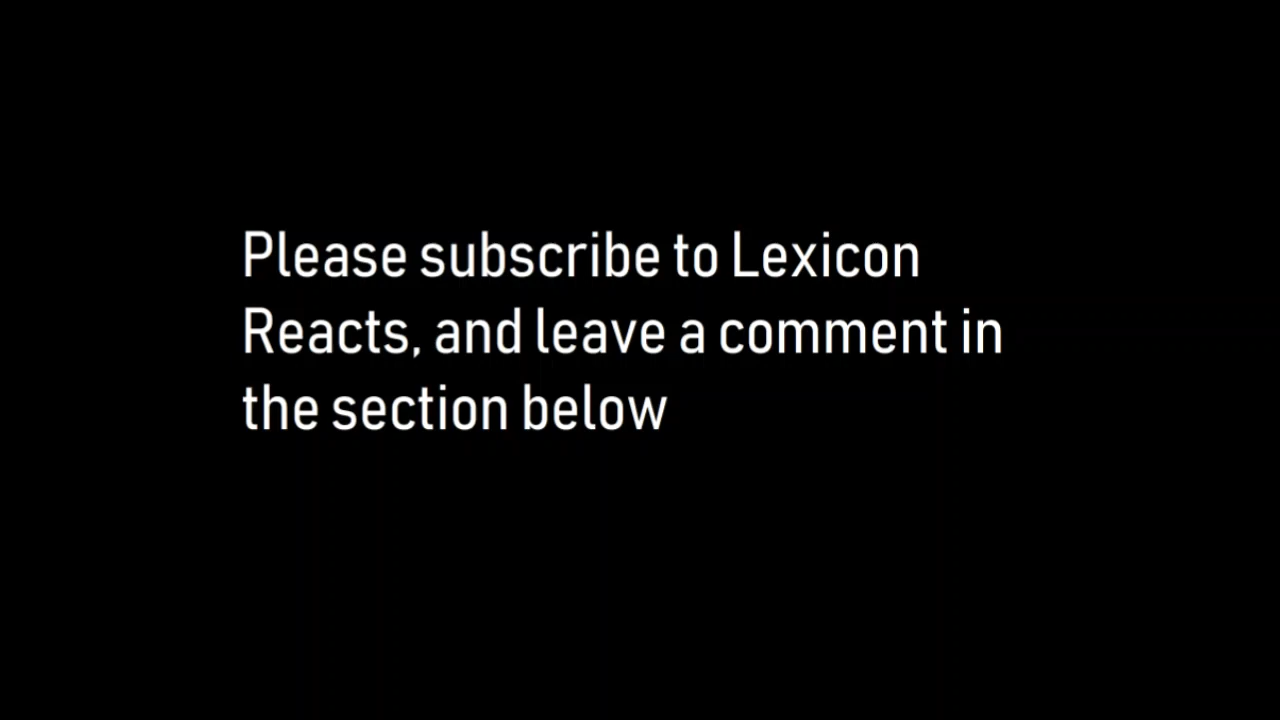 Please subscribe to Lexicon
Reacts, and leave a comment in
the section below